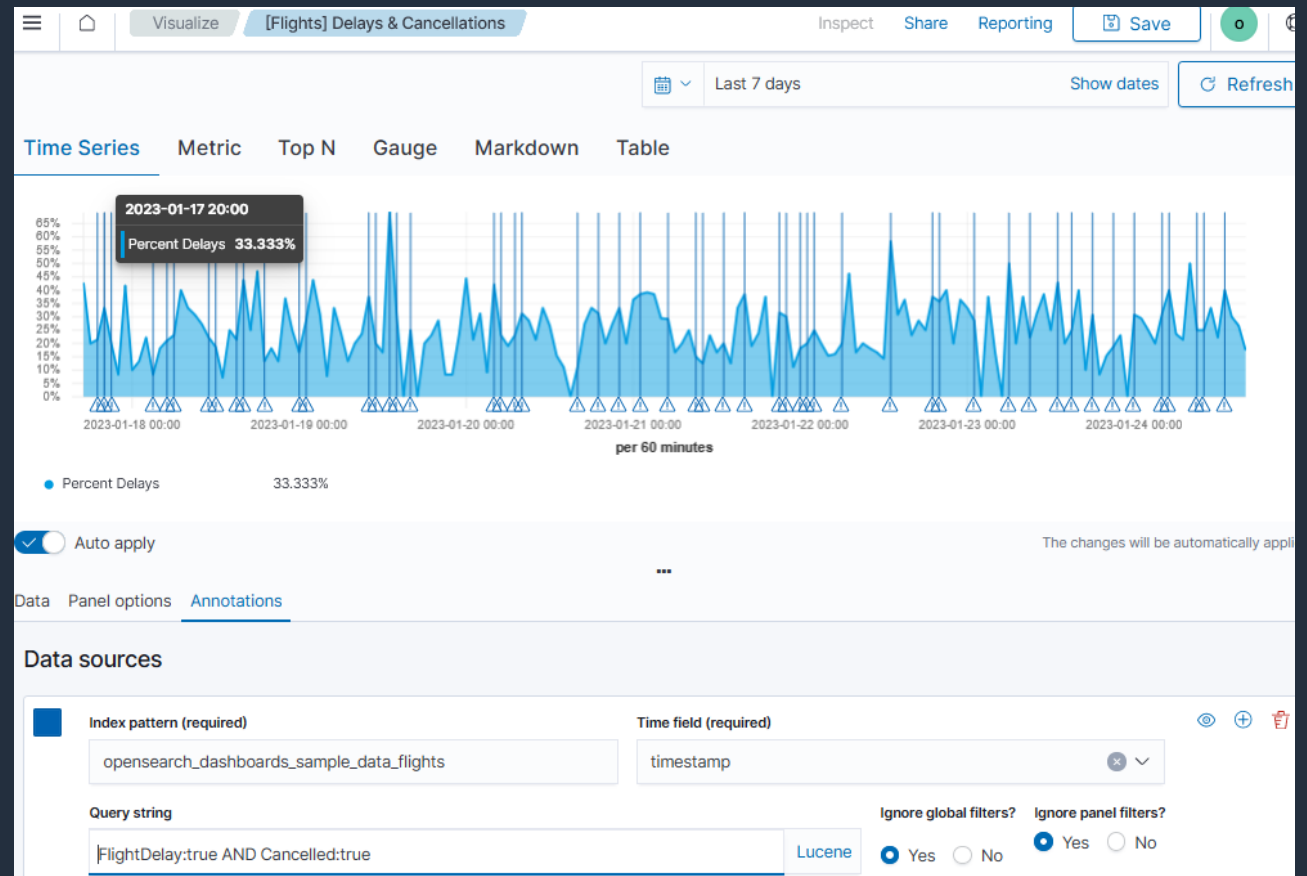 Visualize [Flights] Delays & Cancellations Inspect Share Reporting Save o
Last 7 days Show dates Refresh
Time Series Metric Top N Gauge Markdown Table
2023-01-17 20:00
Percent Delays 33.333%
65%
60%
55%
50%
45%
40%
35%
30%
25%
20%
15%
10%
5%
0%
2023-01-18 00:00 2023-01-19 00:00 2023-01-20 00:00 2023-01-21 00:00 2023-01-22 00:00 2023-01-23 00:00 2023-01-24 00:00
per 60 minutes
Percent Delays 33.333%
Auto apply The changes will be automatically appli
Data Panel options Annotations
Data sources
Index pattern (required) Time field (required)
opensearch_dashboards_sample_data_flights timestamp
Query string Ignore global filters? Ignore panel filters?
FlightDelay:true AND Cancelled:true Lucene Yes No Yes No